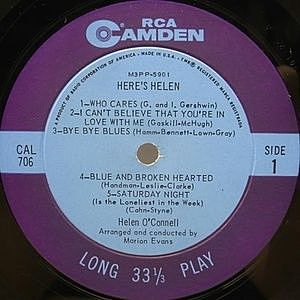 RCA
CAMDEN
A PRODUCT OF RADIO CORPORATION OF AMERICA — MADE IN U.S.A. — TMK(S) ® REGISTERED • MARCA(S) REGISTRADA(S)
M3PP-5901
HERE'S HELEN
1—WHO CARES (G. and I. Gershwin)
2—I CAN'T BELIEVE THAT YOU'RE IN
LOVE WITH ME (Gaskill-McHugh)
3—BYE BYE BLUES (Hamm-Bennett-Lown-Gray)
CAL
706
SIDE
1
4—BLUE AND BROKEN HEARTED
(Handman-Leslie-Clarke)
5—SATURDAY NIGHT
(Is the Loneliest in the Week)
(Cahn-Styne)
Helen O'Connell
Arranged and conducted by
Marion Evans
LONG 33⅓ PLAY